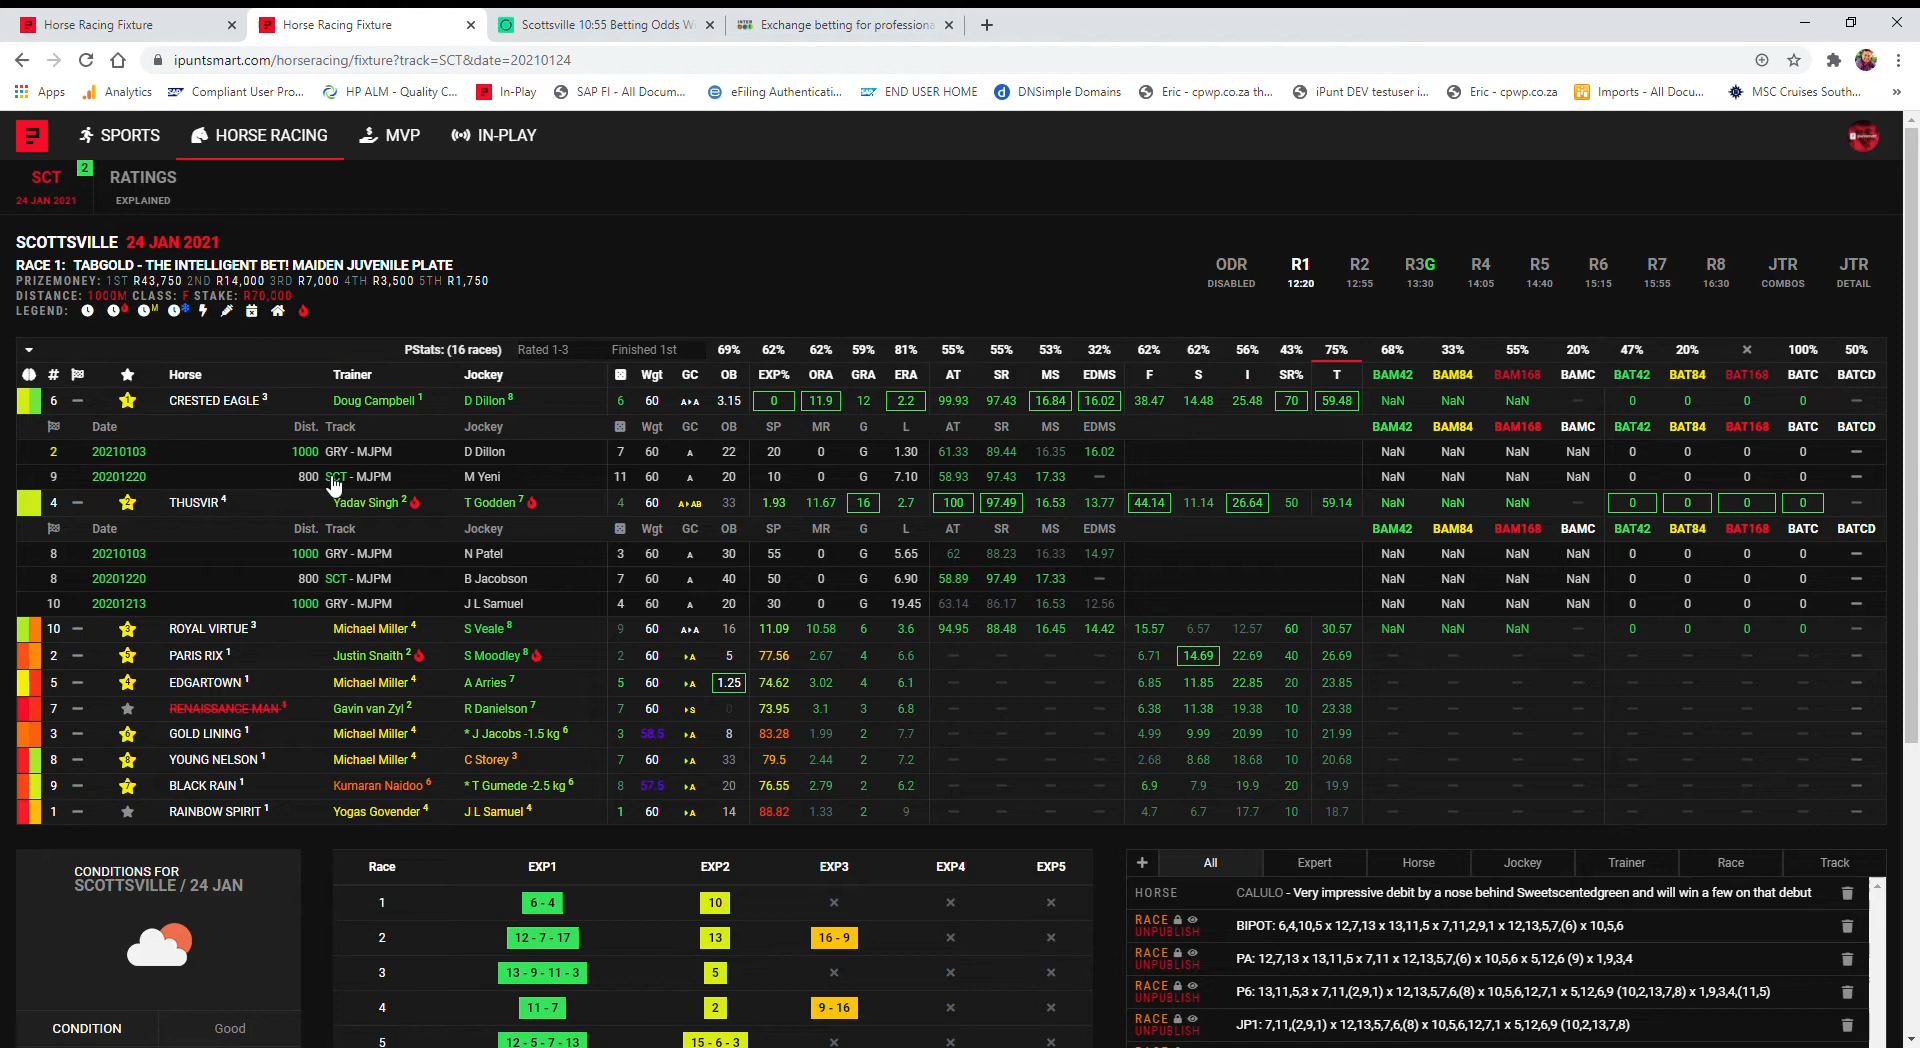 Horse Racing Fixture
Horse Racing Fixture
Scottsville 10:55 Betting Odds W
Exchange betting for professiona
ipuntsmart.com/horseracing/fixture?track=SCT&date=20210124
Apps Analytics Compliant User Pro... HP ALM - Quality C... In-Play SAP FI - All Docum... eFiling Authenticati... END USER HOME DNSimple Domains Eric - cpwp.co.za th... iPunt DEV testuser i... Eric - cpwp.co.za Imports - All Docu... MSC Cruises South... »
SPORTS HORSE RACING MVP IN-PLAY
SCT 2 RATINGS
24 JAN 2021 EXPLAINED
SCOTTSVILLE 24 JAN 2021
RACE 1: TABGOLD - THE INTELLIGENT BET! MAIDEN JUVENILE PLATE
PRIZEMONEY: 1ST R43,750 2ND R14,000 3RD R7,000 4TH R3,500 5TH R1,750
DISTANCE: 1000M CLASS: F STAKE: R70,000
LEGEND:
ODR R1 R2 R3G R4 R5 R6 R7 R8 JTR JTR
DISABLED 12:20 12:55 13:30 14:05 14:40 15:15 15:55 16:30 COMBOS DETAIL
PStats: (16 races) Rated 1-3 Finished 1st 69% 62% 62% 59% 81% 55% 55% 53% 32% 62% 62% 56% 43% 75% 68% 33% 55% 20% 47% 20% × 100% 50%
# Horse Trainer Jockey Wgt GC OB EXP% ORA GRA ERA AT SR MS EDMS F S I SR% T BAM42 BAM84 BAM168 BAMC BAT42 BAT84 BAT168 BATC BATCD
6 — 1 CRESTED EAGLE 3 Doug Campbell 1 D Dillon 8 6 60 A▸A 3.15 0 11.9 12 2.2 99.93 97.43 16.84 16.02 38.47 14.48 25.48 70 59.48 NaN NaN NaN — 0 0 0 0 —
Date Dist. Track Jockey Wgt GC OB SP MR G L AT SR MS EDMS BAM42 BAM84 BAM168 BAMC BAT42 BAT84 BAT168 BATC BATCD
2 20210103 1000 GRY - MJPM D Dillon 7 60 A 22 20 0 G 1.30 61.33 89.44 16.35 16.02 NaN NaN NaN NaN 0 0 0 0 —
9 20201220 800 SCT - MJPM M Yeni 11 60 A 20 10 0 G 7.10 58.93 97.43 17.33 — NaN NaN NaN NaN 0 0 0 0 —
4 — 2 THUSVIR 4 Yadav Singh 2 T Godden 7 4 60 A▸AB 33 1.93 11.67 16 2.7 100 97.49 16.53 13.77 44.14 11.14 26.64 50 59.14 NaN NaN NaN — 0 0 0 0 —
Date Dist. Track Jockey Wgt GC OB SP MR G L AT SR MS EDMS BAM42 BAM84 BAM168 BAMC BAT42 BAT84 BAT168 BATC BATCD
8 20210103 1000 GRY - MJPM N Patel 3 60 A 30 55 0 G 5.65 62 88.23 16.33 14.97 NaN NaN NaN NaN 0 0 0 0 —
8 20201220 800 SCT - MJPM B Jacobson 7 60 A 40 50 0 G 6.90 58.89 97.49 17.33 — NaN NaN NaN NaN 0 0 0 0 —
10 20201213 1000 GRY - MJPM J L Samuel 4 60 A 20 30 0 G 19.45 63.14 86.17 16.53 12.56 NaN NaN NaN NaN 0 0 0 0 —
10 — 3 ROYAL VIRTUE 3 Michael Miller 4 S Veale 8 9 60 A▸A 16 11.09 10.58 6 3.6 94.95 88.48 16.45 14.42 15.57 6.57 12.57 60 30.57 NaN NaN NaN — 0 0 0 0 —
2 — 5 PARIS RIX 1 Justin Snaith 2 S Moodley 8 2 60 ▸A 5 77.56 2.67 4 6.6 — — — — 6.71 14.69 22.69 40 26.69 — — — — — — — — —
5 — 4 EDGARTOWN 1 Michael Miller 4 A Arries 7 5 60 ▸A 1.25 74.62 3.02 4 6.1 — — — — 6.85 11.85 22.85 20 23.85 — — — — — — — — —
7 — RENAISSANCE MAN 1 Gavin van Zyl 2 R Danielson 7 7 60 ▸S 0 73.95 3.1 3 6.8 — — — — 6.38 11.38 19.38 10 23.38 — — — — — — — — —
3 — 6 GOLD LINING 1 Michael Miller 4 * J Jacobs -1.5 kg 6 3 58.5 ▸A 8 83.28 1.99 2 7.7 — — — — 4.99 9.99 20.99 10 21.99 — — — — — — — — —
8 — 8 YOUNG NELSON 1 Michael Miller 4 C Storey 3 7 60 ▸A 33 79.5 2.44 2 7.2 — — — — 2.68 8.68 18.68 10 20.68 — — — — — — — — —
9 — 7 BLACK RAIN 1 Kumaran Naidoo 6 * T Gumede -2.5 kg 6 8 57.5 ▸A 20 76.55 2.79 2 6.2 — — — — 6.9 7.9 19.9 20 19.9 — — — — — — — — —
1 — RAINBOW SPIRIT 1 Yogas Govender 4 J L Samuel 4 1 60 ▸A 14 88.82 1.33 2 9 — — — — 4.7 6.7 17.7 10 18.7 — — — — — — — — —
CONDITIONS FOR
SCOTTSVILLE / 24 JAN
CONDITION Good
Race EXP1 EXP2 EXP3 EXP4 EXP5
1 6 - 4 10 × × ×
2 12 - 7 - 17 13 16 - 9 × ×
3 13 - 9 - 11 - 3 5 × × ×
4 11 - 7 2 9 - 16 × ×
5 12 - 5 - 7 - 13 15 - 6 - 3 × × ×
+ All Expert Horse Jockey Trainer Race Track
HORSE CALULO - Very impressive debit by a nose behind Sweetscentedgreen and will win a few on that debut
RACE UNPUBLISH BIPOT: 6,4,10,5 x 12,7,13 x 13,11,5 x 7,11,2,9,1 x 12,13,5,7,(6) x 10,5,6
RACE UNPUBLISH PA: 12,7,13 x 13,11,5 x 7,11 x 12,13,5,7,(6) x 10,5,6 x 5,12,6 (9) x 1,9,3,4
RACE UNPUBLISH P6: 13,11,5,3 x 7,11,(2,9,1) x 12,13,5,7,6,(8) x 10,5,6,12,7,1 x 5,12,6,9 (10,2,13,7,8) x 1,9,3,4,(11,5)
RACE UNPUBLISH JP1: 7,11,(2,9,1) x 12,13,5,7,6,(8) x 10,5,6,12,7,1 x 5,12,6,9 (10,2,13,7,8)